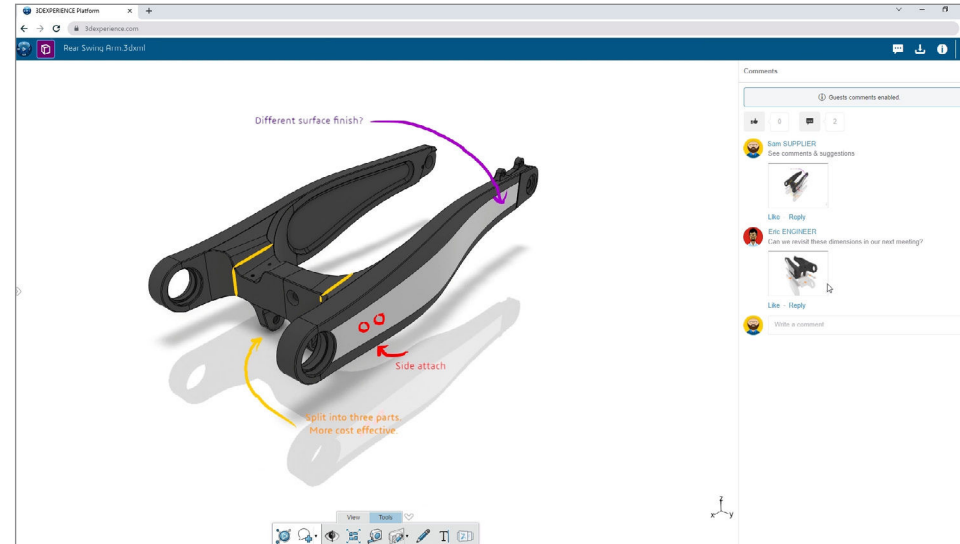 3DEXPERIENCE Platform
3dexperience.com
Rear Swing Arm.3dxml
Comments
Guests comments enabled.
0
2
Sam SUPPLIER
See comments & suggestions
Like
Reply
Eric ENGINEER
Can we revisit these dimensions in our next meeting?
Like
Reply
Write a comment
Different surface finish?
Side attach
Split into three parts.
More cost effective.
z
x
y
View
Tools